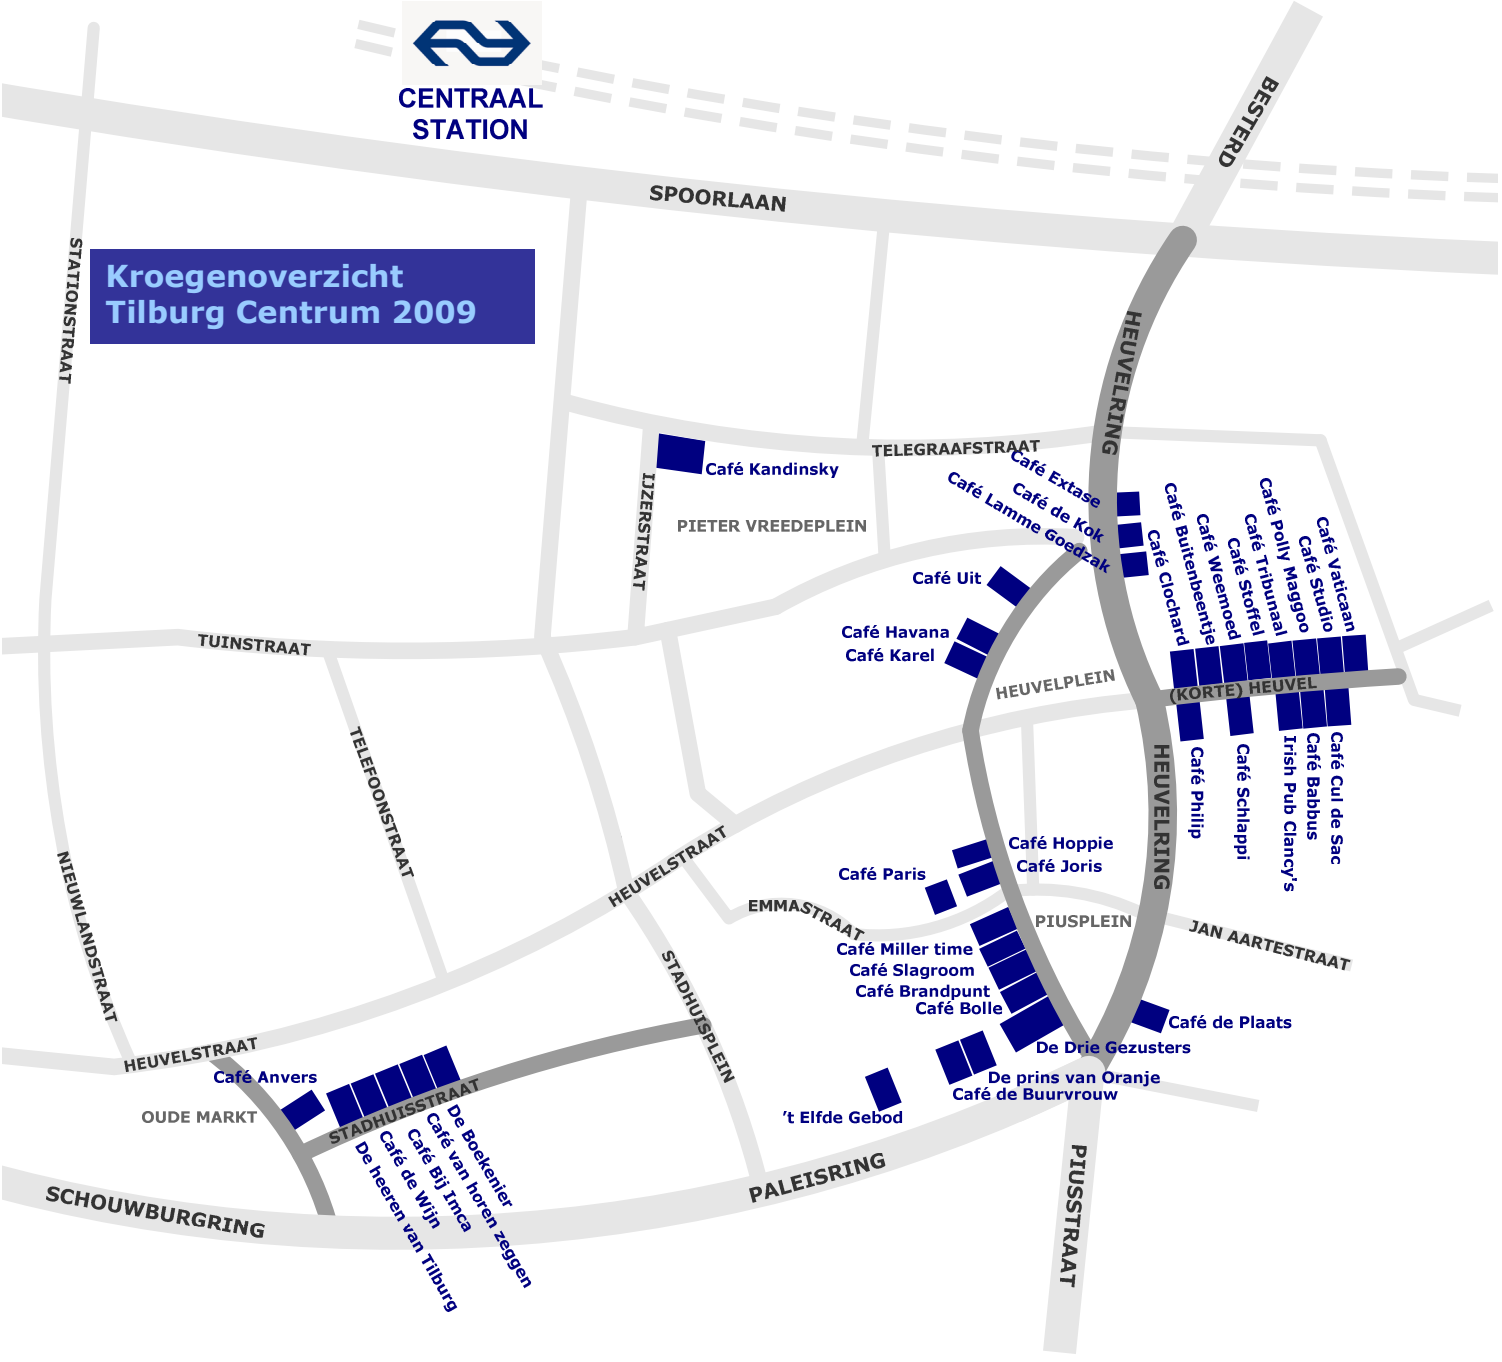 CENTRAAL
STATION
BESTERD
SPOORLAAN
STATIONSTRAAT
Kroegenoverzicht
Tilburg Centrum 2009
HEUVELRING
TELEGRAAFSTRAAT
Café Kandinsky
IJZERSTRAAT
PIETER VREEDEPLEIN
Café Extase
Café de Kok
Café Lamme Goedzak
Café Clochard
Café Buitenbeentje
Café Weemoed
Café Stoffel
Café Tribunaal
Café Polly Maggoo
Café Studio
Café Vaticaan
Café Uit
Café Havana
Café Karel
TUINSTRAAT
HEUVELPLEIN
(KORTE) HEUVEL
Café Philip
Café Schlappi
Irish Pub Clancy's
Café Babbus
Café Cul de Sac
HEUVELRING
TELEFOONSTRAAT
NIEUWLANDSTRAAT
HEUVELSTRAAT
Café Hoppie
Café Joris
Café Paris
EMMASTRAAT
PIUSPLEIN
JAN AARTESTRAAT
Café Miller time
Café Slagroom
Café Brandpunt
Café Bolle
De Drie Gezusters
Café de Plaats
De prins van Oranje
Café de Buurvrouw
’t Elfde Gebod
STADHUISPLEIN
HEUVELSTRAAT
Café Anvers
OUDE MARKT
STADHUISSTRAAT
De heeren van Tilburg
Café de Wijn
Café Bij Imca
Café van horen zeggen
De Boekenier
SCHOUWBURGRING
PALEISRING
PIUSSTRAAT